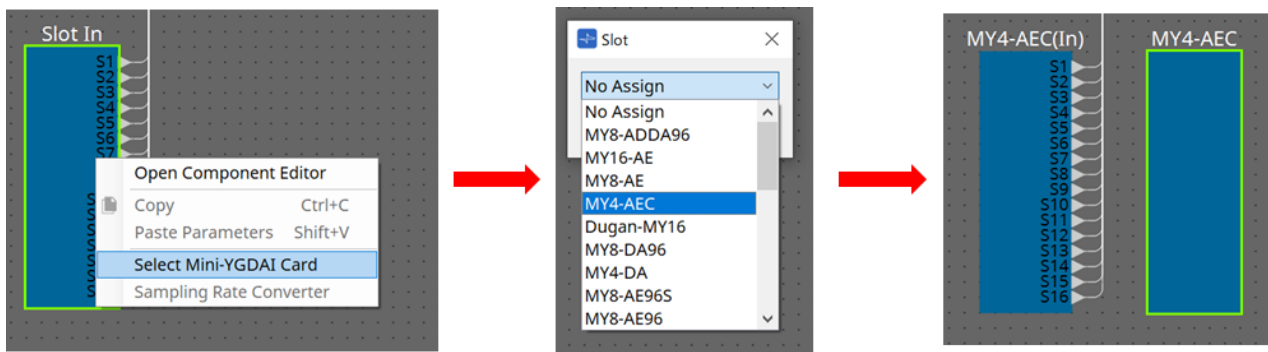 Slot In
S1
S2
S3
S4
S5
S6
S7
Open Component Editor
Copy Ctrl+C
Paste Parameters Shift+V
Select Mini-YGDAI Card
Sampling Rate Converter
Slot
No Assign
No Assign
MY8-ADDA96
MY16-AE
MY8-AE
MY4-AEC
Dugan-MY16
MY8-DA96
MY4-DA
MY8-AE96S
MY8-AE96
MY4-AEC(In)
S1
S2
S3
S4
S5
S6
S7
S8
S9
S10
S11
S12
S13
S14
S15
S16
MY4-AEC